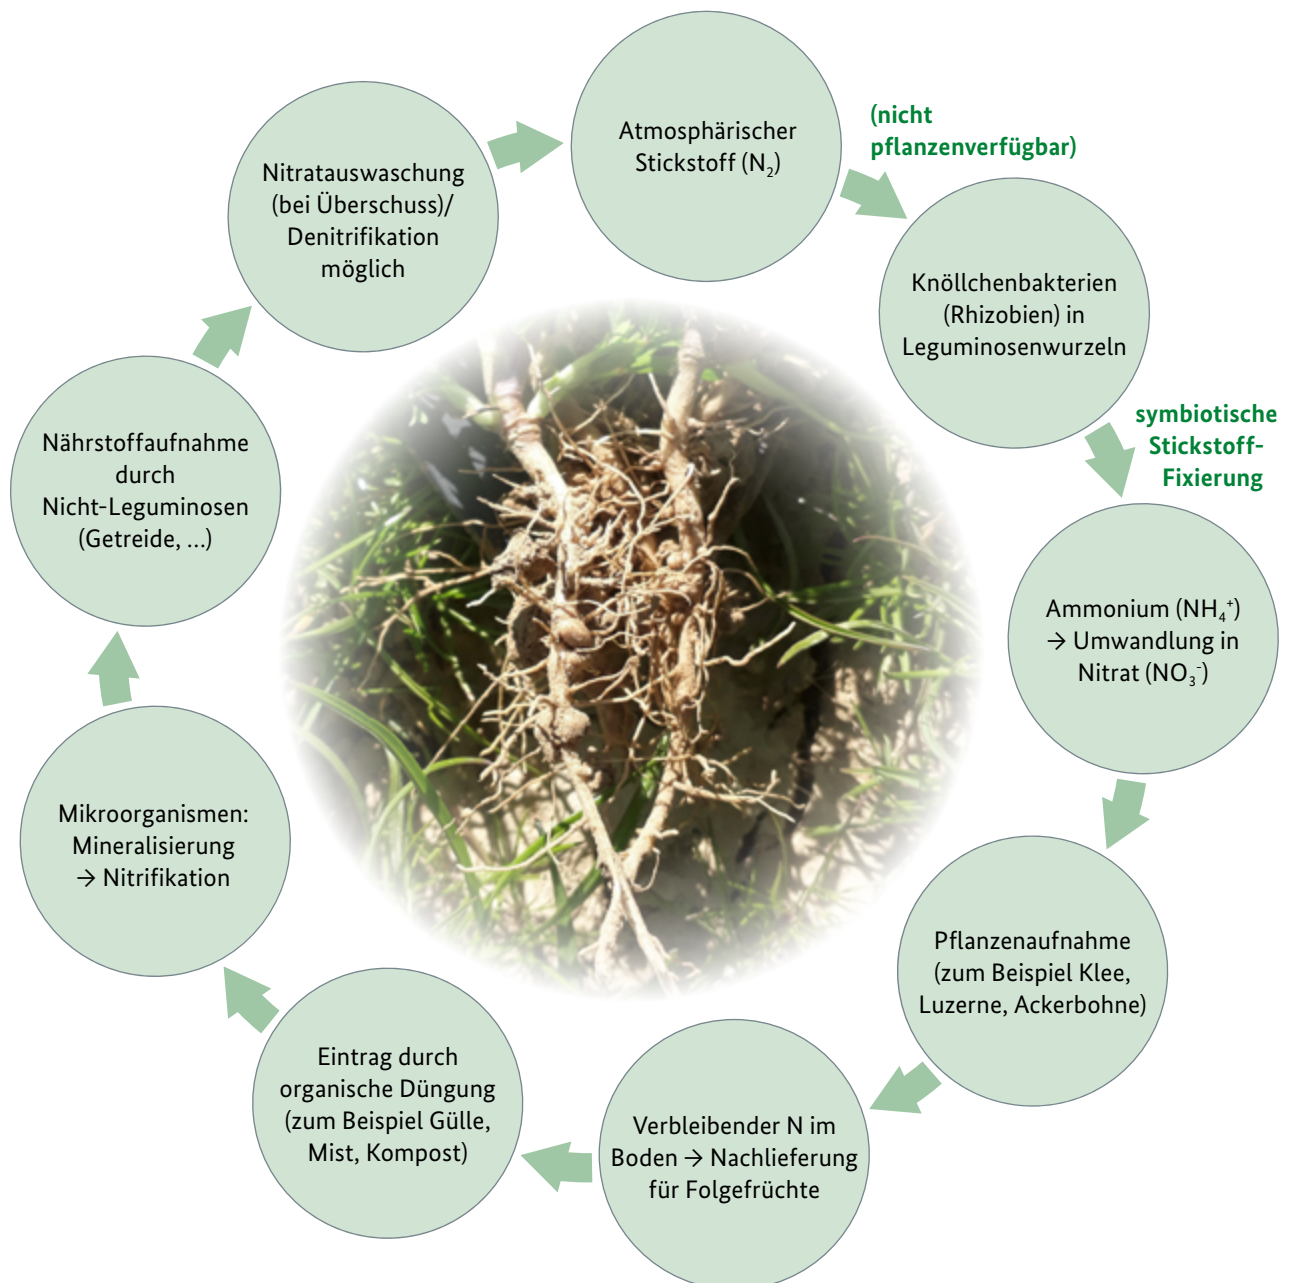 Atmosphärischer
Stickstoff (N₂)
(nicht
pflanzenverfügbar)
Knöllchenbakterien
(Rhizobien) in
Leguminosenwurzeln
symbiotische
Stickstoff-
Fixierung
Ammonium (NH₄⁺)
→ Umwandlung in
Nitrat (NO₃⁻)
Pflanzenaufnahme
(zum Beispiel Klee,
Luzerne, Ackerbohne)
Verbleibender N im
Boden → Nachlieferung
für Folgefrüchte
Eintrag durch
organische Düngung
(zum Beispiel Gülle,
Mist, Kompost)
Mikroorganismen:
Mineralisierung
→ Nitrifikation
Nährstoffaufnahme
durch
Nicht-Leguminosen
(Getreide, ...)
Nitratauswaschung
(bei Überschuss)/
Denitrifikation
möglich